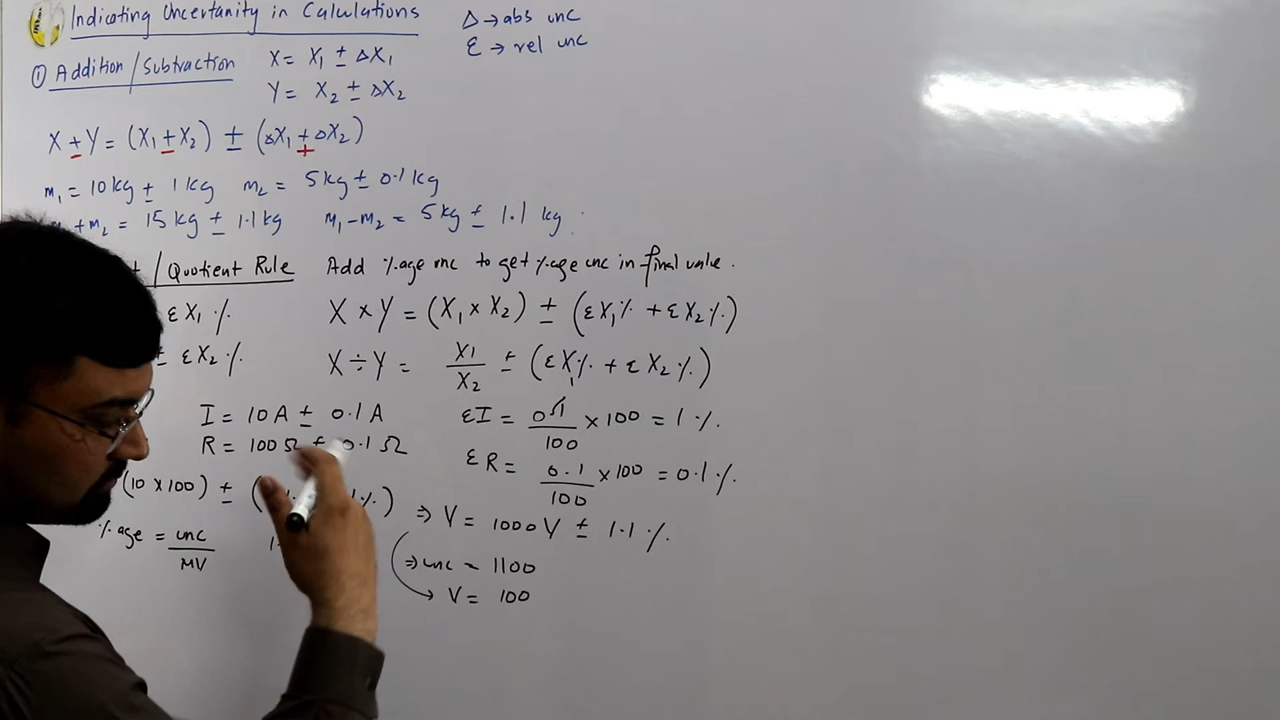 Indicating Uncertanity in Calculations
Δ → abs unc
ε → rel unc
① Addition / Subtraction
X = X₁ ± ΔX₁
Y = X₂ ± ΔX₂
X + Y = (X₁ + X₂) ± (ΔX₁ + ΔX₂)
m₁ = 10 kg ± 1 kg m₂ = 5 kg ± 0.1 kg
+ m₂ = 15 kg ± 1.1 kg m₁ - m₂ = 5 kg ± 1.1 kg
/ Quotient Rule Add %age unc to get %age unc in final value.
εX₁ %
X × Y = (X₁ × X₂) ± (εX₁% + εX₂%)
± εX₂ %
X ÷ Y = X1/X₂ ± (εX₁% + εX₂%)
I = 10 A ± 0.1 A
εI = 0.1/100 × 100 = 1 %.
R = 100 Ω ± 0.1 Ω
εR = 0.1/100 × 100 = 0.1 %.
(10 × 100) ± ( %)
⇒ V = 1000 V ± 1.1 %.
%age = unc/MV
⇒ unc = 1100
→ V = 100